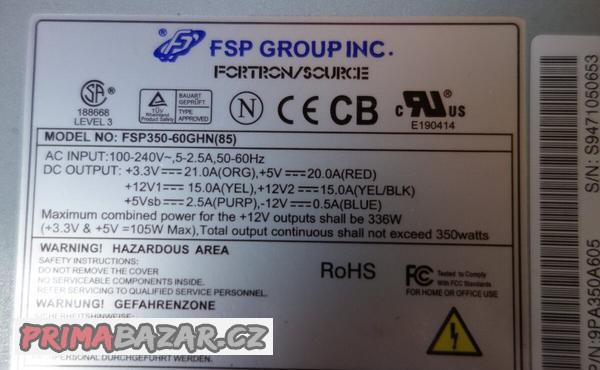 FSP GROUP INC.
FORTRON/SOURCE
SA
188668
LEVEL 3
TÜV
Rheinland
Product Safety
BAUART
GEPRÜFT
TYPE
APPROVED
N
CE CB
c UR US
E190414
MODEL NO: FSP350-60GHN(85)
AC INPUT:100-240V~,5-2.5A,50-60Hz
DC OUTPUT: +3.3V⎓21.0A(ORG),+5V⎓20.0A(RED)
+12V1⎓15.0A(YEL),+12V2⎓15.0A(YEL/BLK)
+5Vsb⎓2.5A(PURP),-12V⎓0.5A(BLUE)
Maximum combined power for the +12V outputs shall be 336W
(+3.3V & +5V =105W Max),Total output continuous shall not exceed 350watts
WARNING! HAZARDOUS AREA
SAFETY INSTRUCTIONS:
DO NOT REMOVE THE COVER
NO SERVICEABLE COMPONENTS INSIDE.
REFER SERVICING TO QUALIFIED SERVICE PERSONNEL.
RoHS
FC Tested to Comply
With FCC Standards
FOR HOME OR OFFICE USE
WARNUNG! GEFAHRENZONE
SICHERHEITSHINWEISE:
PRIMABAZAR.CZ
PERSONAL DURCHGEFÜHRT WERDEN.
S/N: S9471050653
P/N:9PA350A605